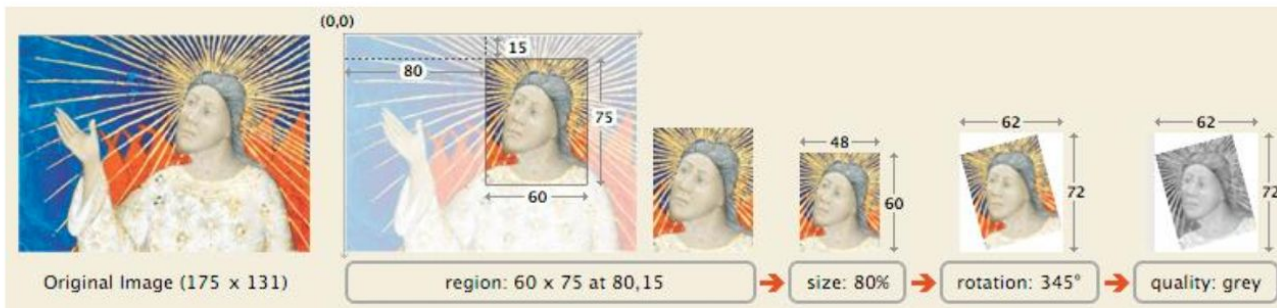 (0,0)
15
80
75
60
48
60
62
72
62
72
Original Image (175 x 131)
region: 60 x 75 at 80,15
size: 80%
rotation: 345°
quality: grey